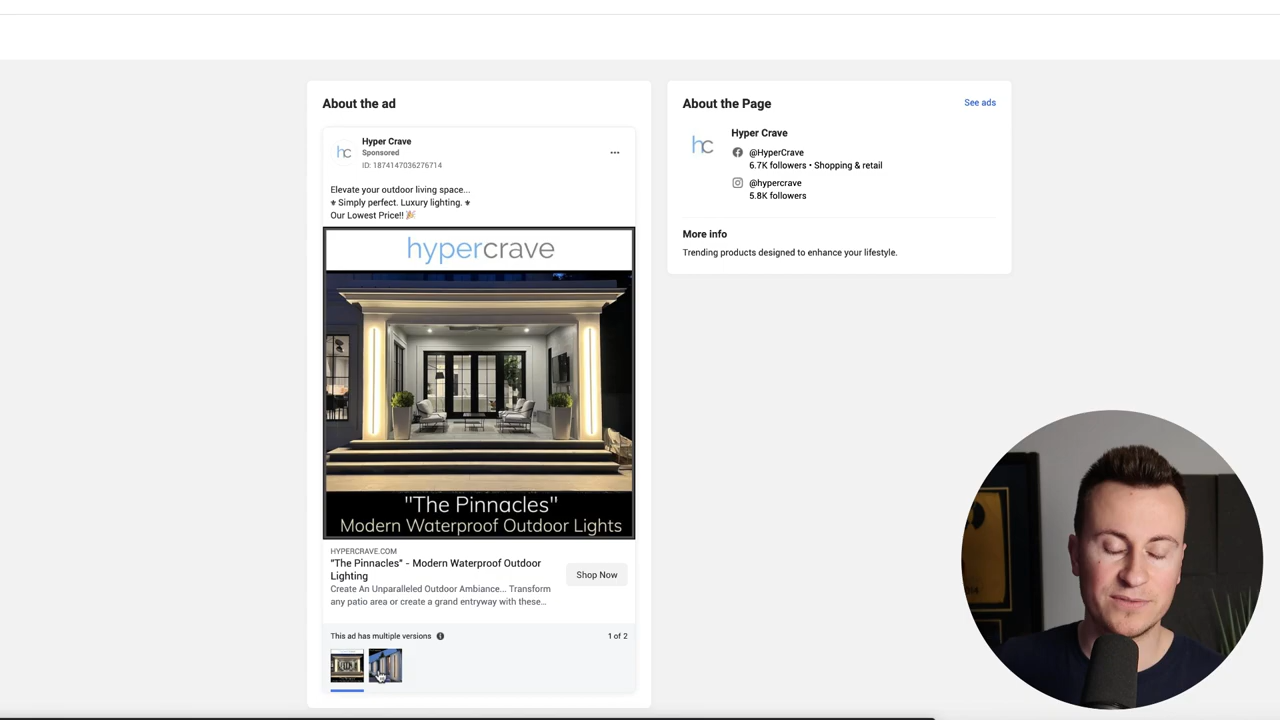 About the ad
Hyper Crave
Sponsored
ID: 1874147036276714
Elevate your outdoor living space...
⚜ Simply perfect. Luxury lighting. ⚜
Our Lowest Price!! 🎉
hypercrave
"The Pinnacles"
Modern Waterproof Outdoor Lights
HYPERCRAVE.COM
"The Pinnacles" - Modern Waterproof Outdoor
Lighting
Create An Unparalleled Outdoor Ambiance... Transform
any patio area or create a grand entryway with these...
Shop Now
This ad has multiple versions
1 of 2
About the Page
See ads
hc
Hyper Crave
@HyperCrave
6.7K followers • Shopping & retail
@hypercrave
5.8K followers
More info
Trending products designed to enhance your lifestyle.